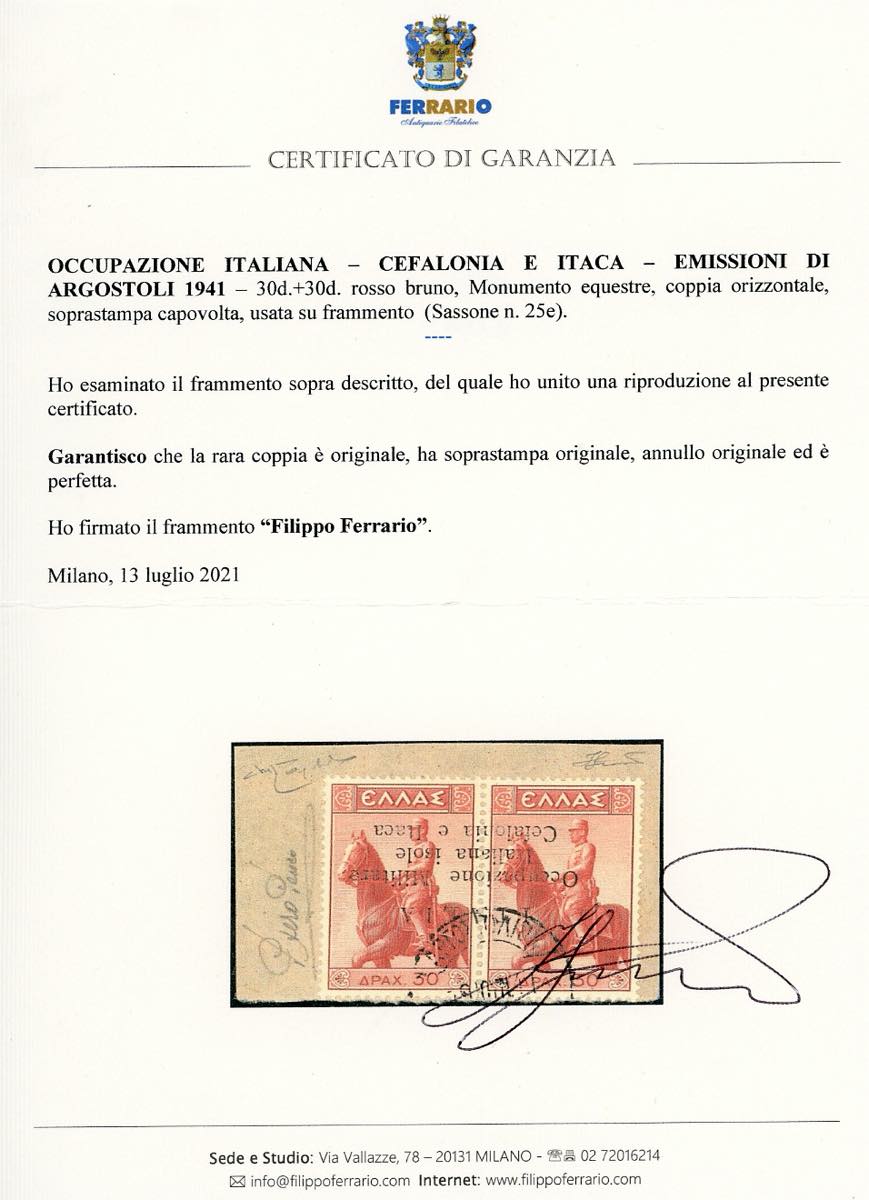 FERRARIO
Antiquario Filatelico
CERTIFICATO DI GARANZIA
OCCUPAZIONE ITALIANA – CEFALONIA E ITACA – EMISSIONI DI
ARGOSTOLI 1941 – 30d.+30d. rosso bruno, Monumento equestre, coppia orizzontale,
soprastampa capovolta, usata su frammento (Sassone n. 25e).
----
Ho esaminato il frammento sopra descritto, del quale ho unito una riproduzione al presente
certificato.
Garantisco che la rara coppia è originale, ha soprastampa originale, annullo originale ed è
perfetta.
Ho firmato il frammento “Filippo Ferrario”.
Milano, 13 luglio 2021
ΕΛΛΑΣ ΕΛΛΑΣ
Occupazione Militare
Italiana isole
Cefalonia e Itaca
ΔΡΑΧ. 30 ΔΡΑΧ. 30
Sede e Studio: Via Vallazze, 78 – 20131 MILANO - 02 72016214
info@filippoferrario.com Internet: www.filippoferrario.com